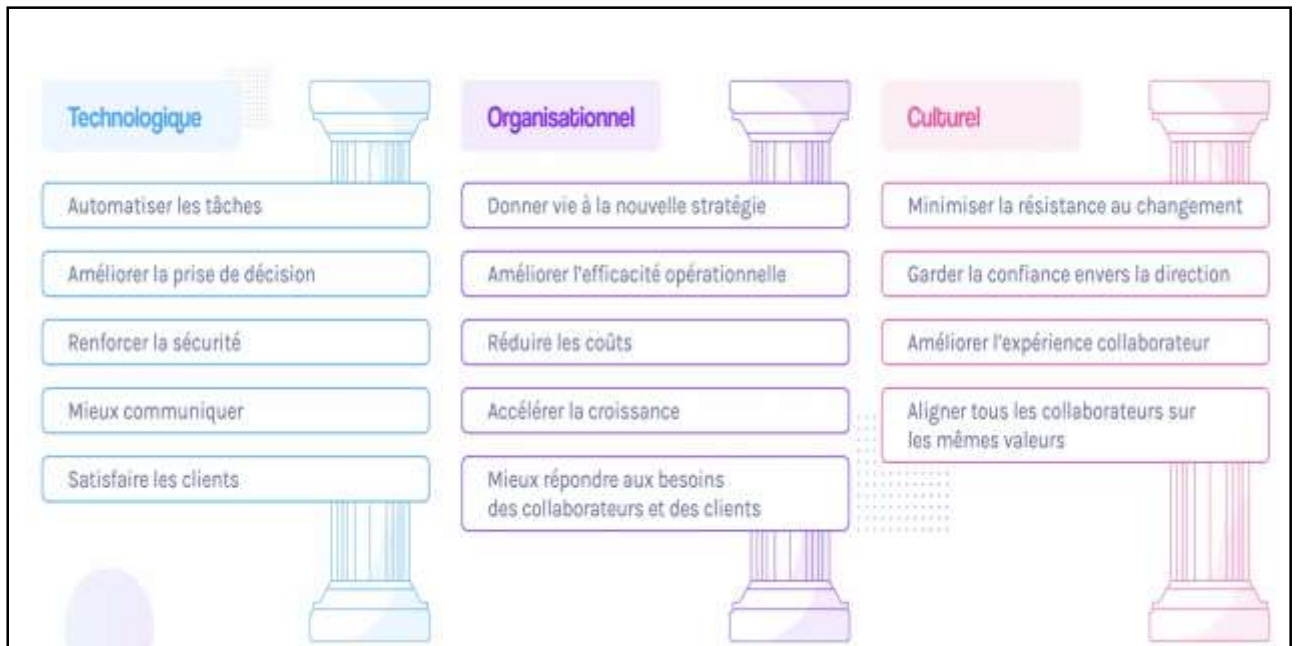 Technologique
Automatiser les tâches
Améliorer la prise de décision
Renforcer la sécurité
Mieux communiquer
Satisfaire les clients
Organisationnel
Donner vie à la nouvelle stratégie
Améliorer l'efficacité opérationnelle
Réduire les coûts
Accélérer la croissance
Mieux répondre aux besoins
des collaborateurs et des clients
Culturel
Minimiser la résistance au changement
Garder la confiance envers la direction
Améliorer l'expérience collaborateur
Aligner tous les collaborateurs sur
les mêmes valeurs